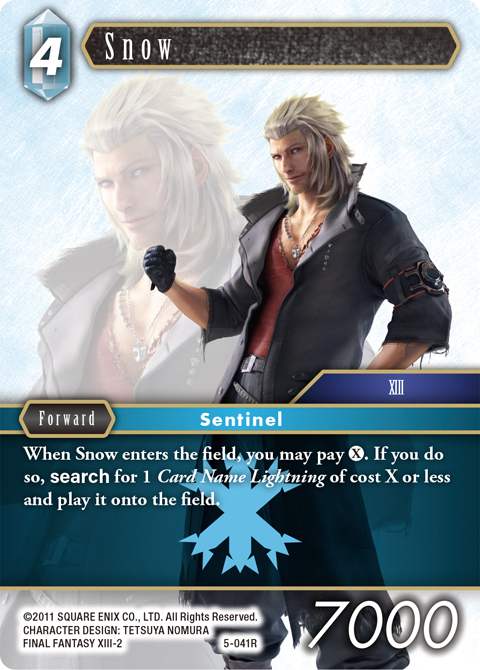 4
Snow
XIII
Forward
Sentinel
When Snow enters the field, you may pay X. If you do
so, search for 1 Card Name Lightning of cost X or less
and play it onto the field.
©2011 SQUARE ENIX CO., LTD. All Rights Reserved.
CHARACTER DESIGN: TETSUYA NOMURA
FINAL FANTASY XIII-2
5-041R
7000